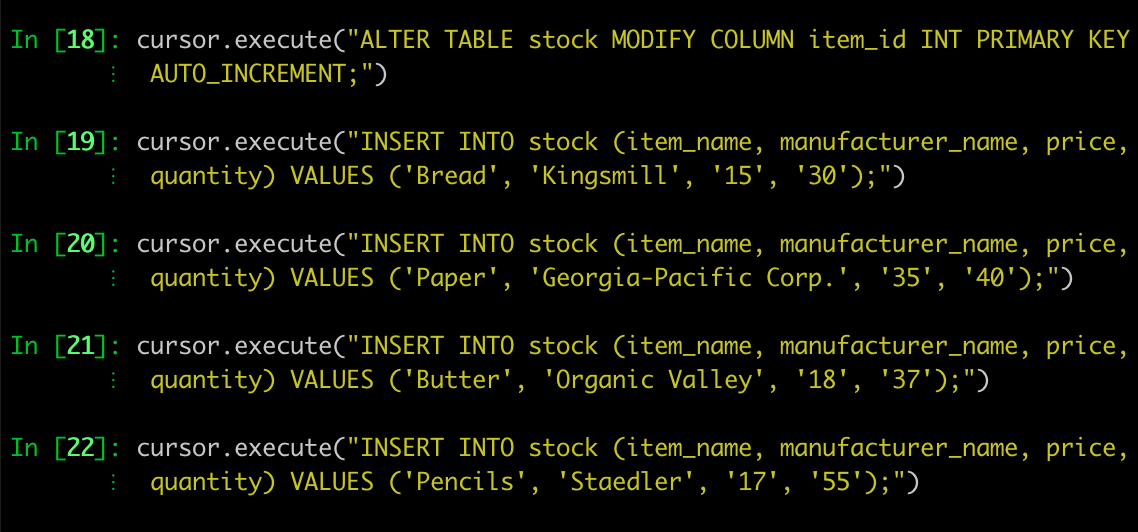 In [18]: cursor.execute("ALTER TABLE stock MODIFY COLUMN item_id INT PRIMARY KEY
⋮ AUTO_INCREMENT;")
In [19]: cursor.execute("INSERT INTO stock (item_name, manufacturer_name, price,
⋮ quantity) VALUES ('Bread', 'Kingsmill', '15', '30');")
In [20]: cursor.execute("INSERT INTO stock (item_name, manufacturer_name, price,
⋮ quantity) VALUES ('Paper', 'Georgia-Pacific Corp.', '35', '40');")
In [21]: cursor.execute("INSERT INTO stock (item_name, manufacturer_name, price,
⋮ quantity) VALUES ('Butter', 'Organic Valley', '18', '37');")
In [22]: cursor.execute("INSERT INTO stock (item_name, manufacturer_name, price,
⋮ quantity) VALUES ('Pencils', 'Staedler', '17', '55');")